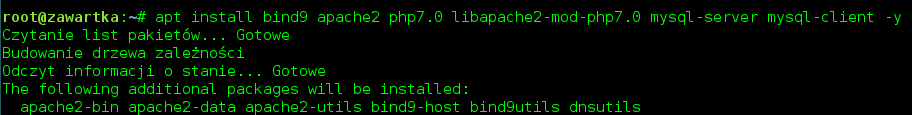 root@zawartka:~# apt install bind9 apache2 php7.0 libapache2-mod-php7.0 mysql-server mysql-client -y
Czytanie list pakietów... Gotowe
Budowanie drzewa zależności
Odczyt informacji o stanie... Gotowe
The following additional packages will be installed:
  apache2-bin apache2-data apache2-utils bind9-host bind9utils dnsutils